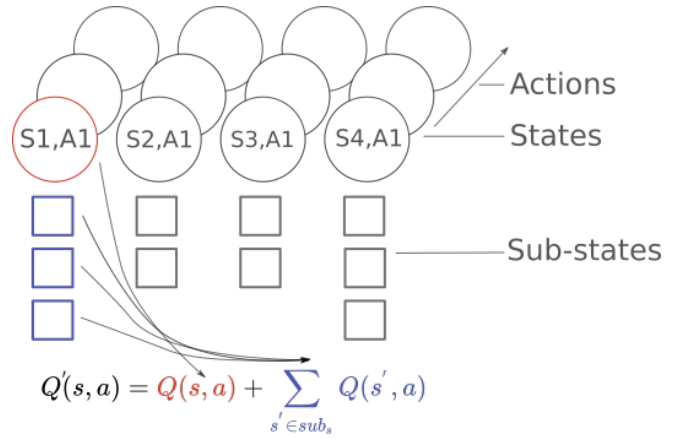 Actions
S1,A1 S2,A1 S3,A1 S4,A1 States
Sub-states
Q′(s, a) = Q(s, a) + ∑ Q(s′, a)
s′ ∈ sub_s